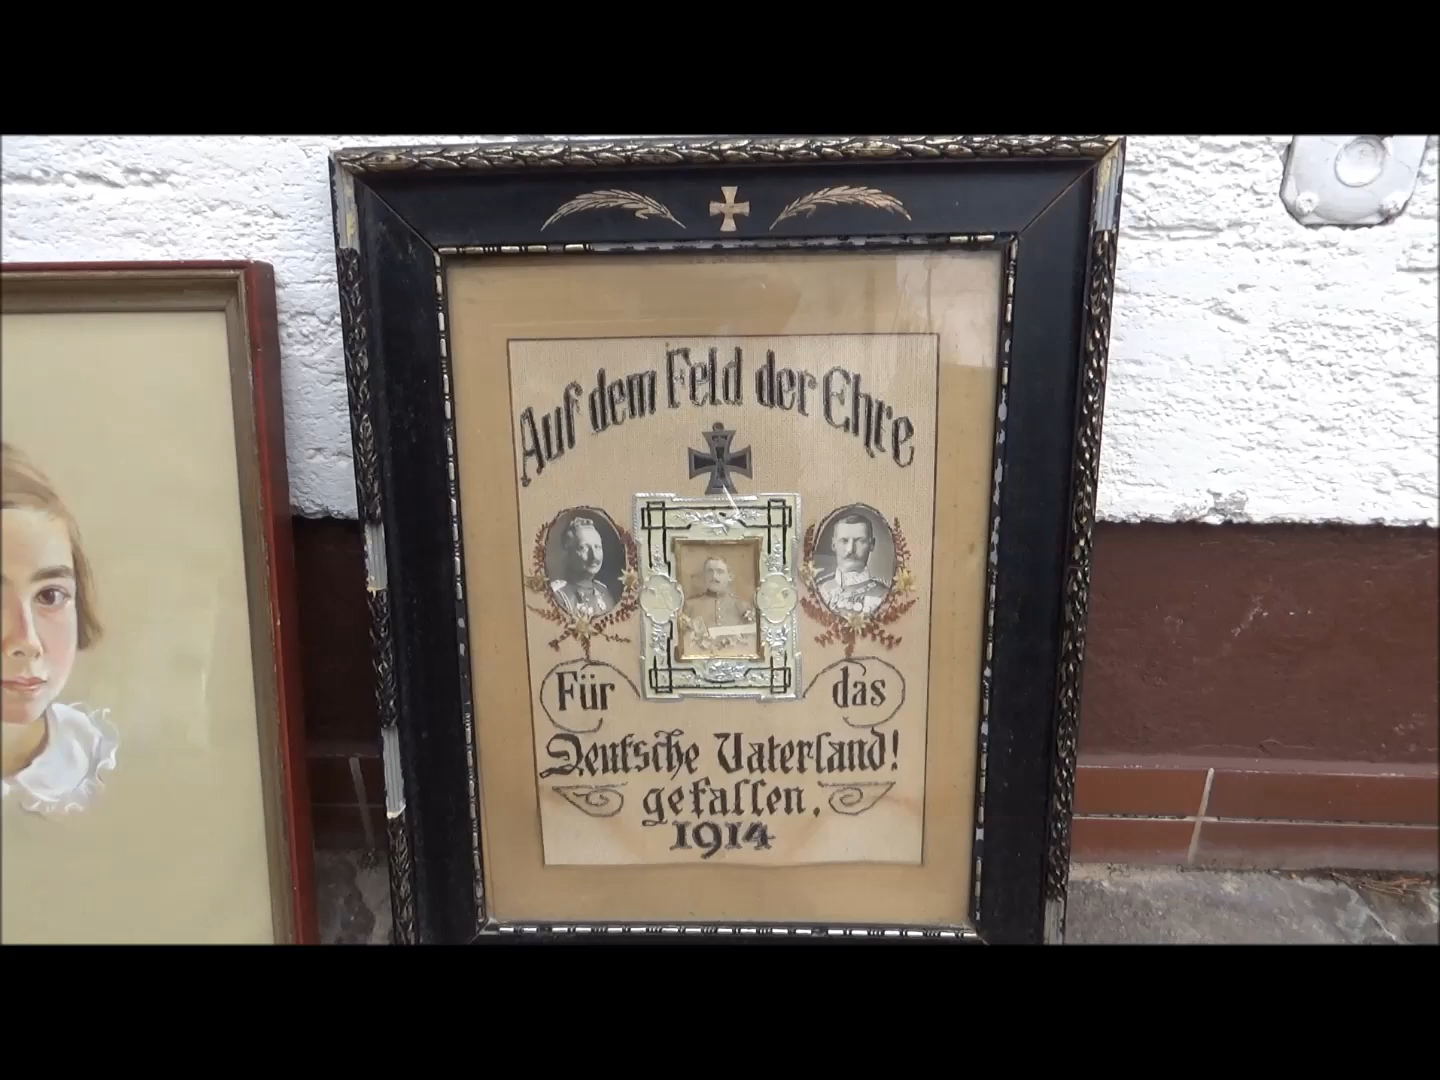 Auf dem Feld der Ehre
Für das
Deutsche Vaterland!
gefallen.
1914